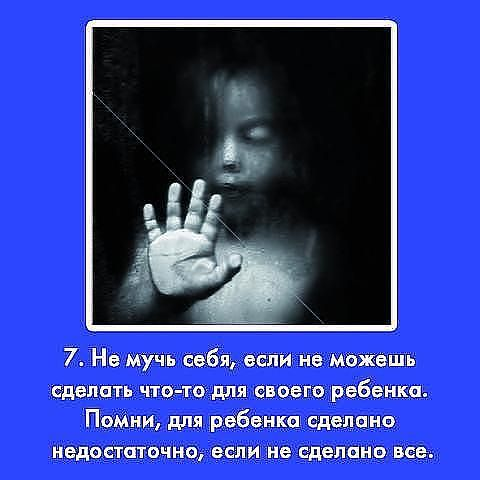 7. Не мучь себя, если не можешь
сделать что-то для своего ребенка.
Помни, для ребенка сделано
недостаточно, если не сделано все.